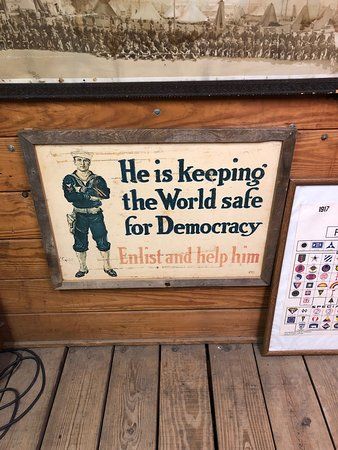 He is keeping
the World safe
for Democracy
Enlist and help him
1917